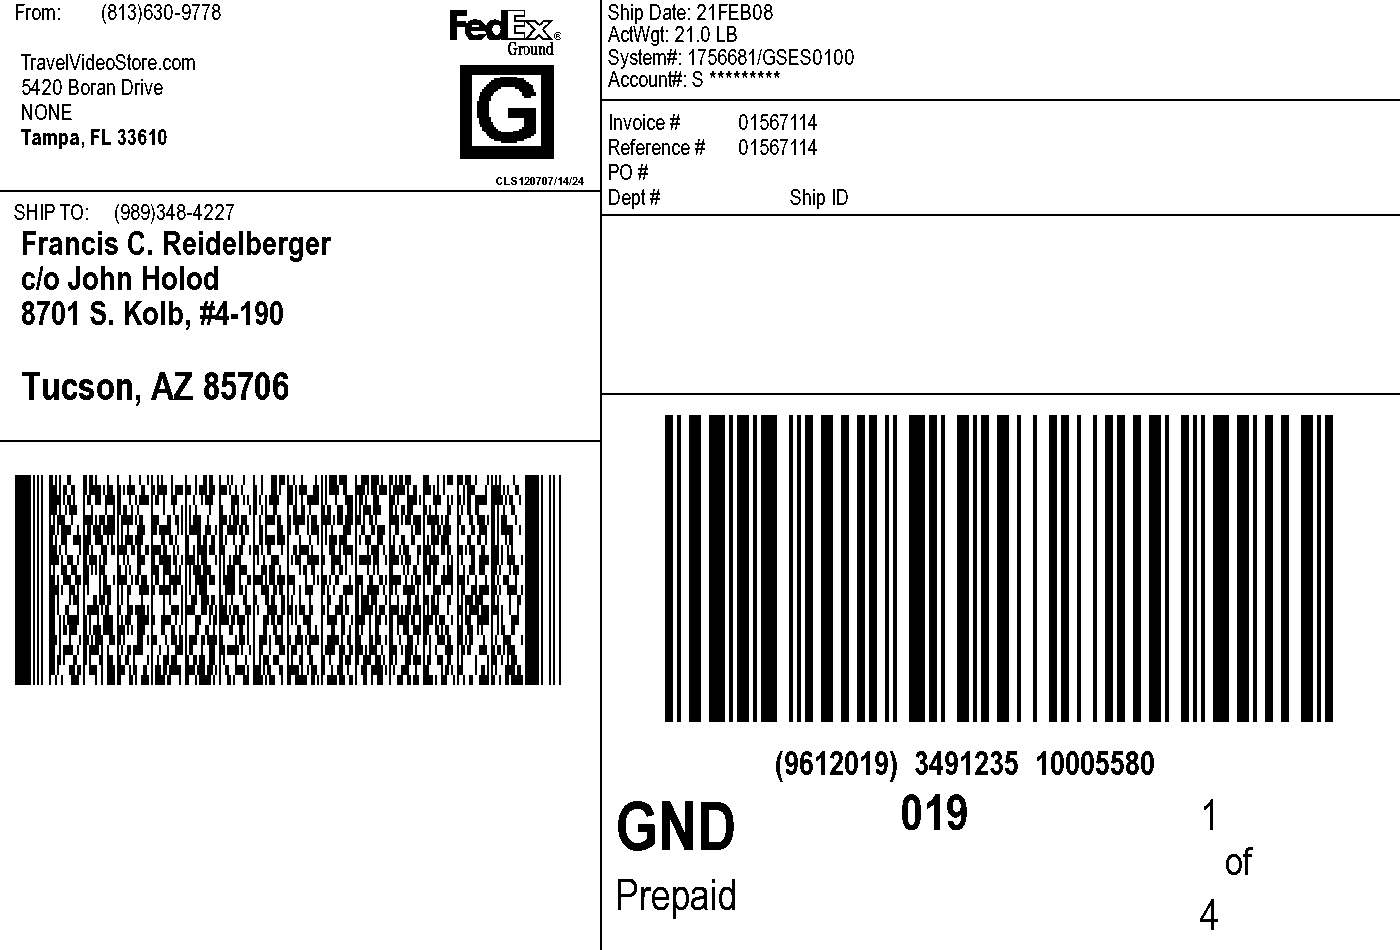 From: (813)630-9778
TravelVideoStore.com
5420 Boran Drive
NONE
Tampa, FL 33610
FedEx®
Ground
G
CLS120707/14/24
Ship Date: 21FEB08
ActWgt: 21.0 LB
System#: 1756681/GSES0100
Account#: S *********
Invoice # 01567114
Reference # 01567114
PO #
Dept # Ship ID
SHIP TO: (989)348-4227
Francis C. Reidelberger
c/o John Holod
8701 S. Kolb, #4-190
Tucson, AZ 85706
(9612019) 3491235 10005580
GND 019 1
of
Prepaid 4